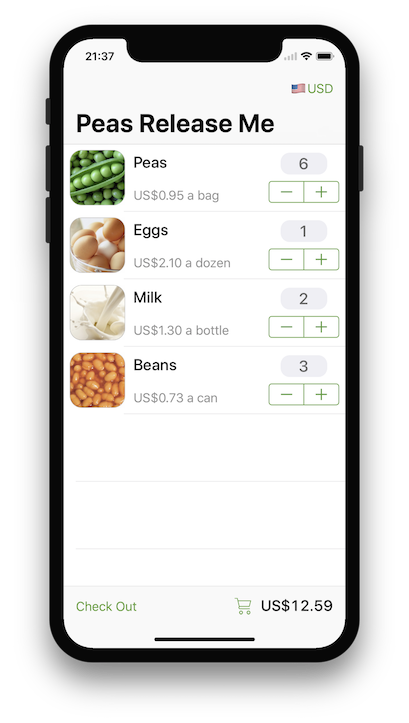 21:37
🇺🇸USD
Peas Release Me
Peas 6
US$0.95 a bag − +
Eggs 1
US$2.10 a dozen − +
Milk 2
US$1.30 a bottle − +
Beans 3
US$0.73 a can − +
Check Out US$12.59